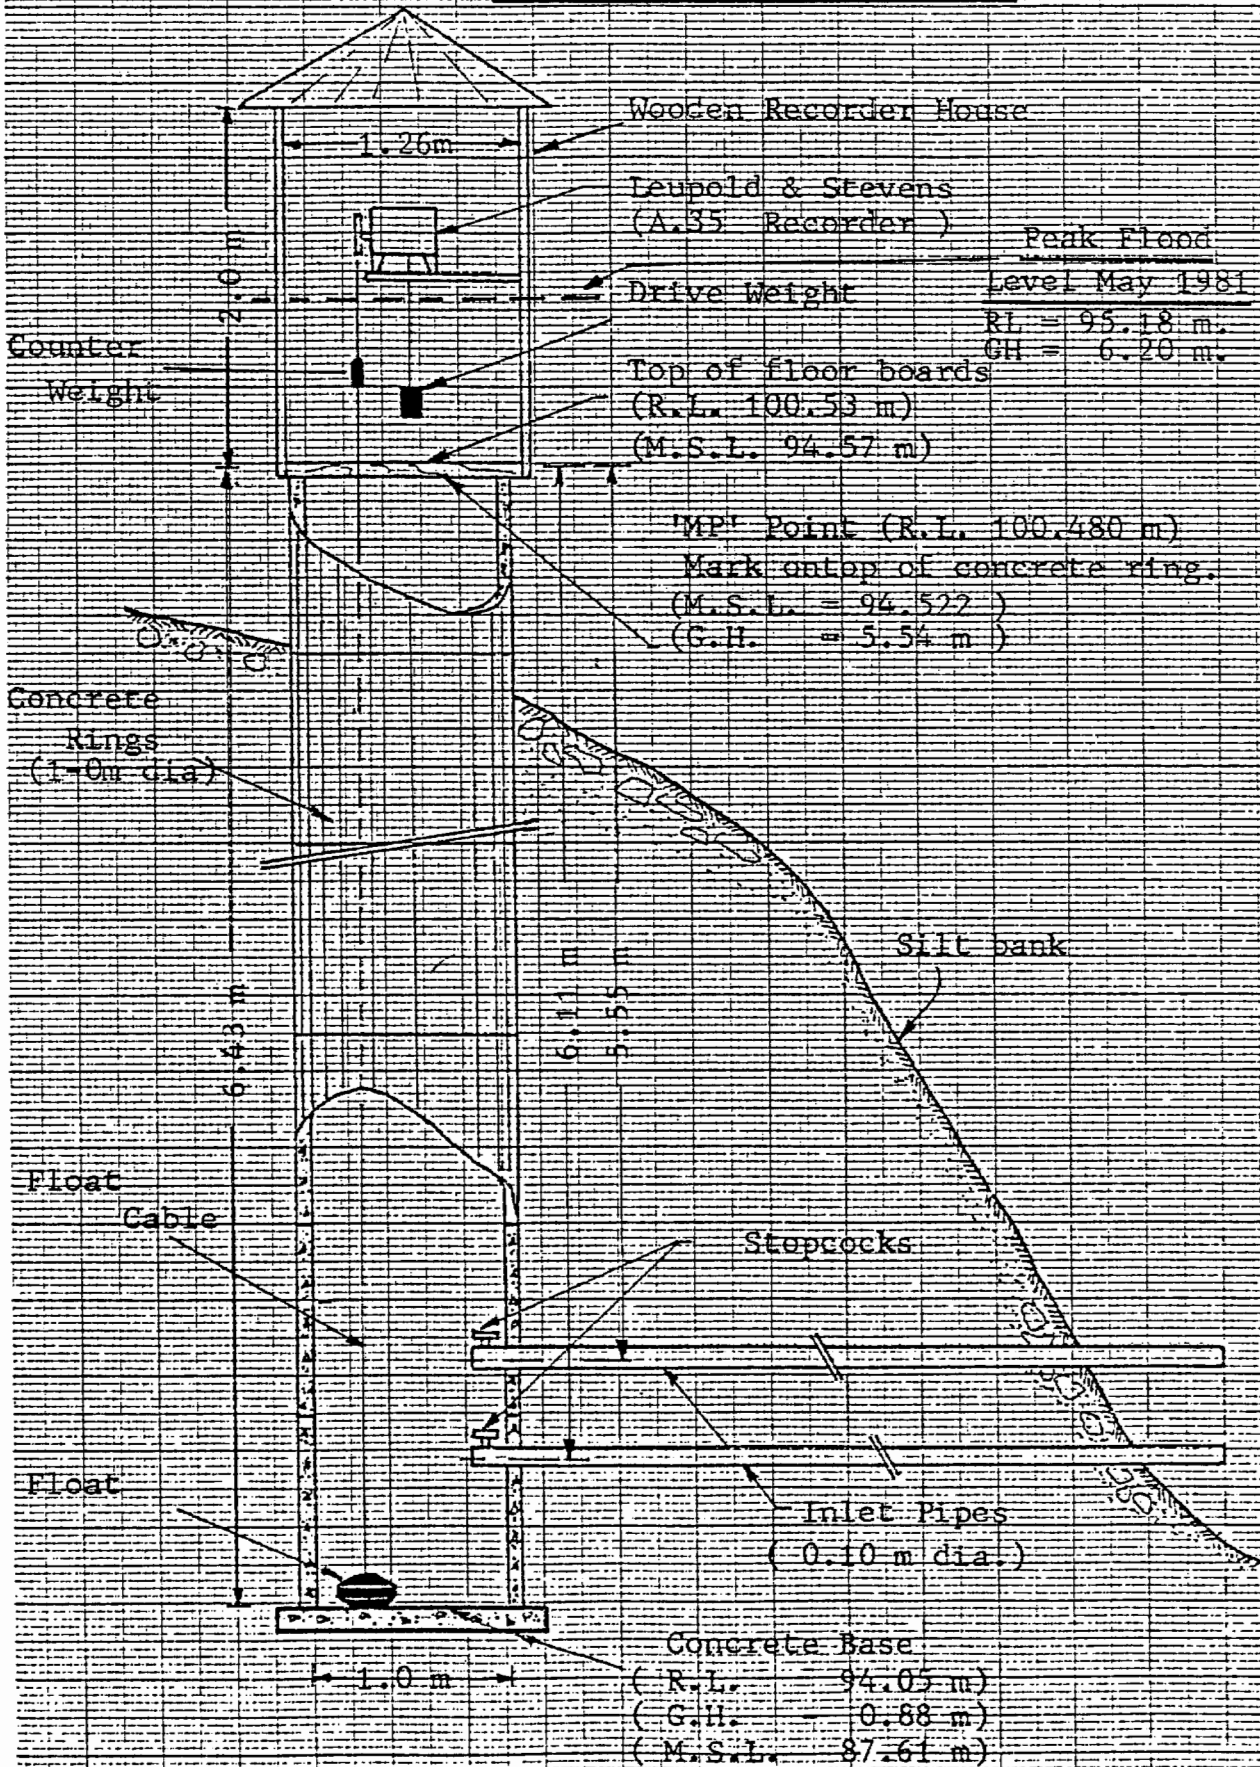 Wooden Recorder House
1.26m
Leupold & Stevens
(A.35 Recorder )
Peak Flood
Level May 1981
RL = 95.18 m.
GH = 6.20 m.
2.0 m
Drive Weight
Counter
Weight
Top of floor boards
(R.L. 100.53 m)
(M.S.L. 94.57 m)
'MP' Point (R.L. 100.480 m)
Mark ontop of concrete ring.
(M.S.L. = 94.522 )
(G.H. = 5.54 m )
Concrete
Rings
(1-0m dia)
Silt bank
6.43 m
6.11 m
5.55 m
Float
Cable
Stopcocks
Float
Inlet Pipes
( 0.10 m dia.)
Concrete Base
1.0 m
( R.L. 94.05 m)
( G.H. - 0.88 m)
( M.S.L. 87.61 m)